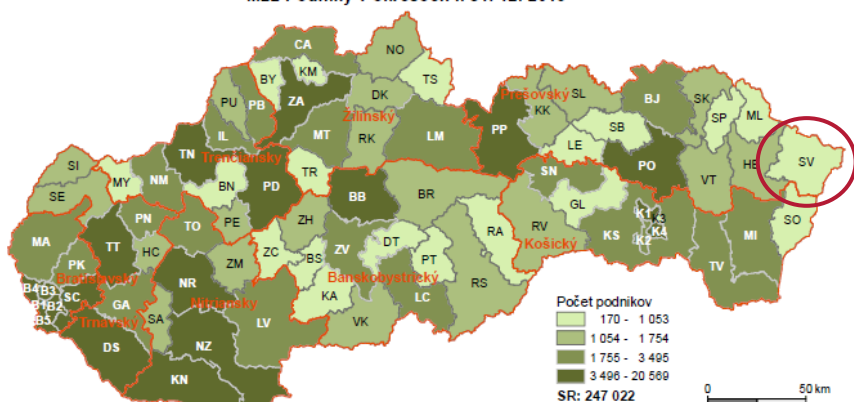 CA
NO
KM
TS
BY
ZA
DK
PU
PB
Žilinský
Prešovský
SL
BJ
SK
KK
ML
SP
IL
MT
RK
LM
PP
SB
LE
PO
SV
TN
Trenčiansky
SI
MY
NM
BN
PD
TR
SN
HE
VT
SE
BB
BR
GL
SO
PN
TO
PE
ZH
RA
RV
Košický
K1
K3
K4
K2
KS
MI
MA
TT
HC
ZV
DT
PT
PK
Bratislavský
ZM
ZC
BS
Banskobystrický
TV
B4
B3
B1
B2
B5
SC
GA
NR
Nitriansky
KA
LC
RS
Trnavský
SA
LV
VK
DS
NZ
KN
Počet podnikov
170 - 1 053
1 054 - 1 754
1 755 - 3 495
3 496 - 20 569
SR: 247 022
0 50 km